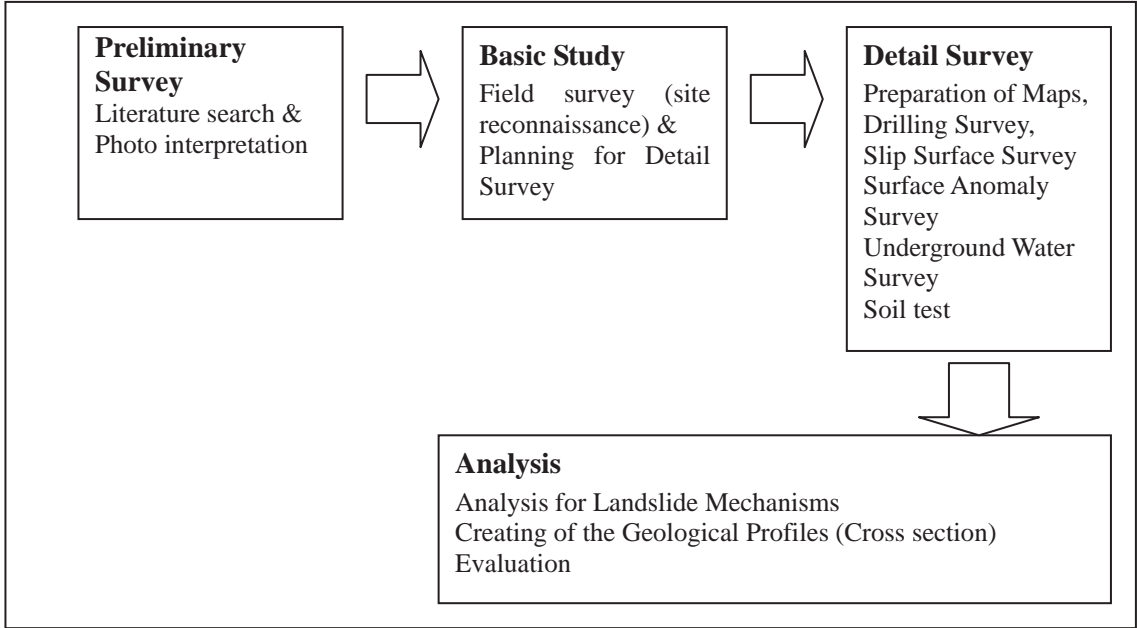 Preliminary
Survey
Literature search &
Photo interpretation
Basic Study
Field survey (site
reconnaissance) &
Planning for Detail
Survey
Detail Survey
Preparation of Maps,
Drilling Survey,
Slip Surface Survey
Surface Anomaly
Survey
Underground Water
Survey
Soil test
Analysis
Analysis for Landslide Mechanisms
Creating of the Geological Profiles (Cross section)
Evaluation